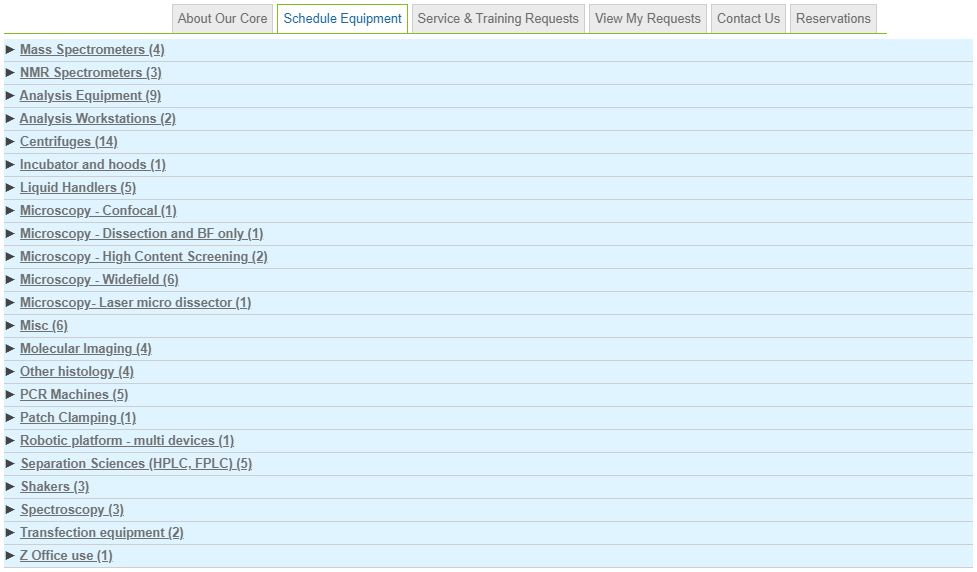 About Our Core Schedule Equipment Service & Training Requests View My Requests Contact Us Reservations
Mass Spectrometers (4)
NMR Spectrometers (3)
Analysis Equipment (9)
Analysis Workstations (2)
Centrifuges (14)
Incubator and hoods (1)
Liquid Handlers (5)
Microscopy - Confocal (1)
Microscopy - Dissection and BF only (1)
Microscopy - High Content Screening (2)
Microscopy - Widefield (6)
Microscopy- Laser micro dissector (1)
Misc (6)
Molecular Imaging (4)
Other histology (4)
PCR Machines (5)
Patch Clamping (1)
Robotic platform - multi devices (1)
Separation Sciences (HPLC, FPLC) (5)
Shakers (3)
Spectroscopy (3)
Transfection equipment (2)
Z Office use (1)